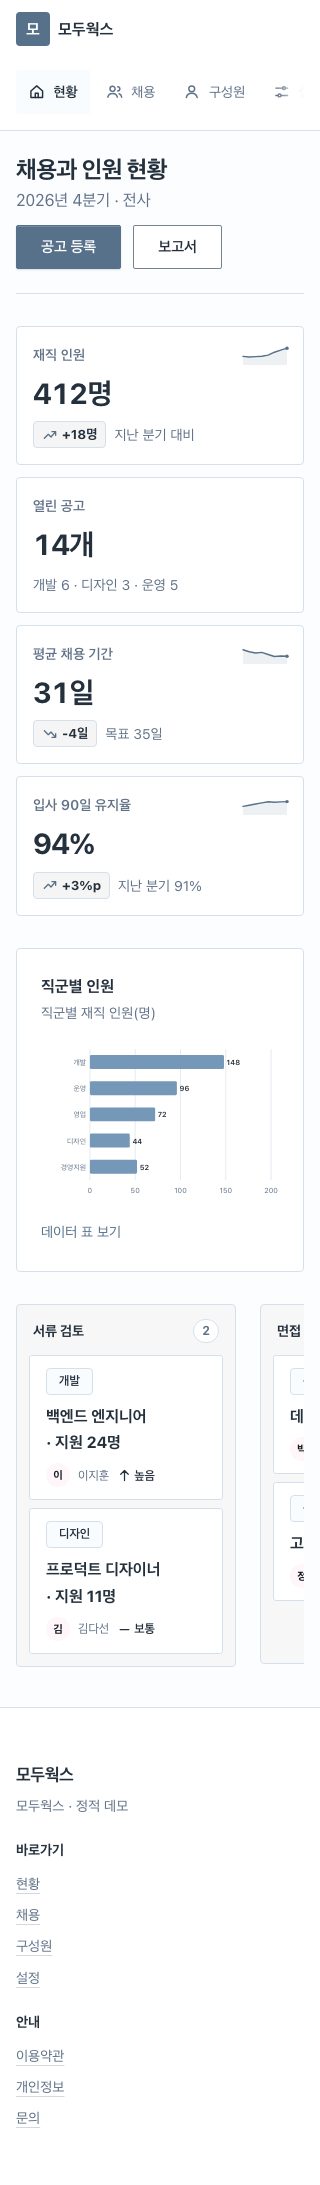 모 모두웍스
현황 채용 구성원
채용과 인원 현황
2026년 4분기 · 전사
공고 등록 보고서
재직 인원
412명
+18명 지난 분기 대비
열린 공고
14개
개발 6 · 디자인 3 · 운영 5
평균 채용 기간
31일
-4일 목표 35일
입사 90일 유지율
94%
+3%p 지난 분기 91%
직군별 인원
직군별 재직 인원(명)
개발 148
운영 96
영업 72
디자인 44
경영지원 52
0 50 100 150 200
데이터 표 보기
서류 검토 2
개발
백엔드 엔지니어
· 지원 24명
이 이지훈 ↑ 높음
디자인
프로덕트 디자이너
· 지원 11명
김 김다선 — 보통
면접
데
고
모두웍스
모두웍스 · 정적 데모
바로가기
현황
채용
구성원
설정
안내
이용약관
개인정보
문의